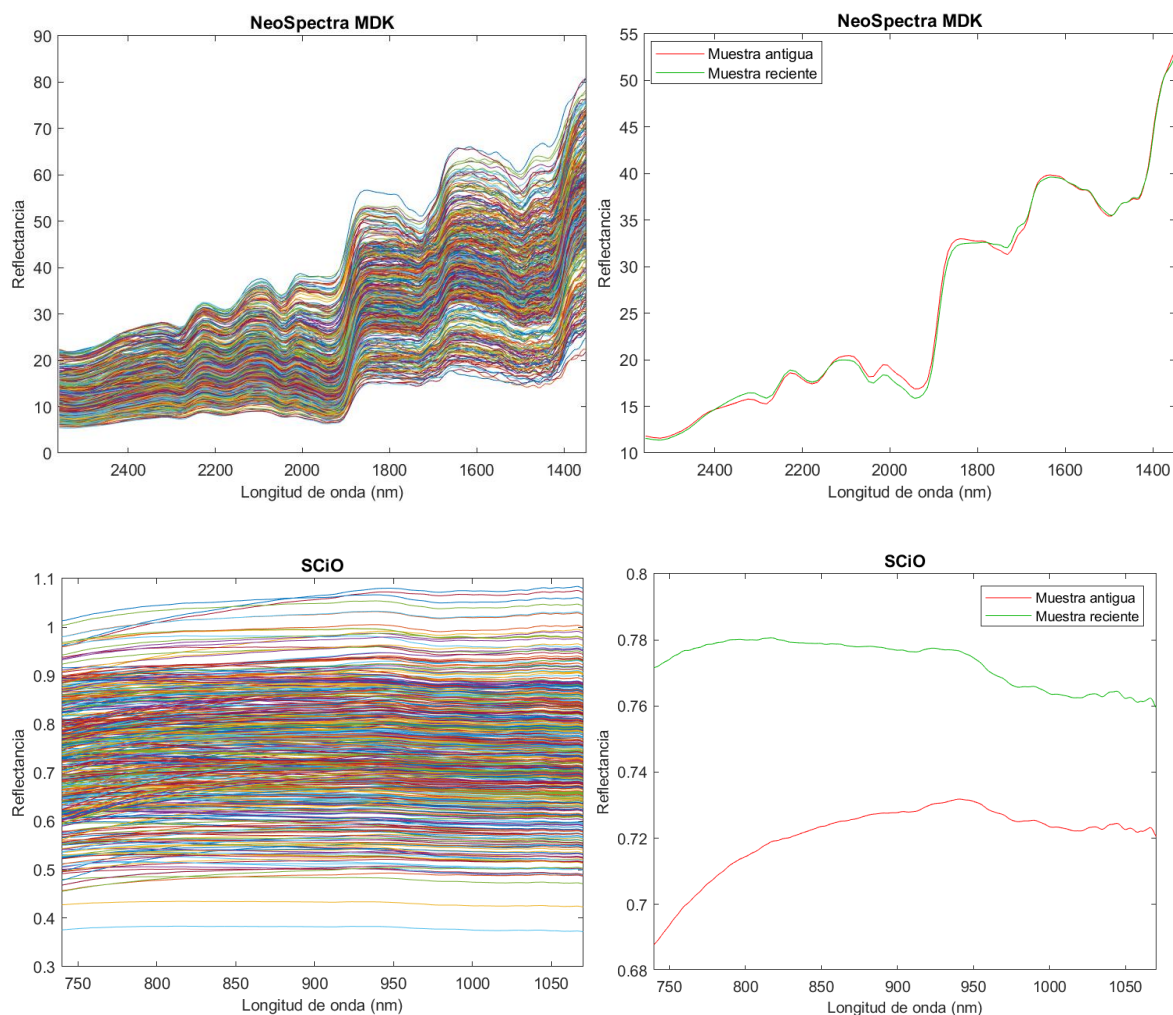 NeoSpectra MDK
90
80
70
60
50
40
30
20
10
0
Reflectancia
2400 2200 2000 1800 1600 1400
Longitud de onda (nm)
NeoSpectra MDK
Muestra antigua
Muestra reciente
55
50
45
40
35
30
25
20
15
10
Reflectancia
2400 2200 2000 1800 1600 1400
Longitud de onda (nm)
SCiO
1.1
1
0.9
0.8
0.7
0.6
0.5
0.4
0.3
Reflectancia
750 800 850 900 950 1000 1050
Longitud de onda (nm)
SCiO
Muestra antigua
Muestra reciente
0.8
0.78
0.76
0.74
0.72
0.7
0.68
Reflectancia
750 800 850 900 950 1000 1050
Longitud de onda (nm)